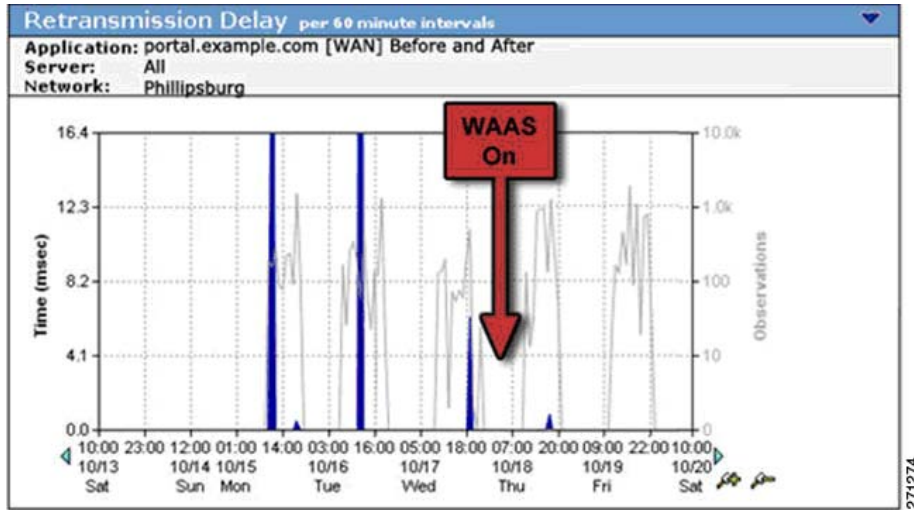 Retransmission Delay per 60 minute intervals
Application: portal.example.com [WAN] Before and After
Server: All
Network: Phillipsburg
WAAS
On
16.4
12.3
8.2
4.1
0.0
Time (msec)
10.0k
1.0k
100
10
0
Observations
10:00 23:00 12:00 01:00 14:00 03:00 16:00 05:00 18:00 07:00 20:00 09:00 22:00 10:00
10/13 10/14 10/15 10/16 10/17 10/18 10/19 10/20
Sat Sun Mon Tue Wed Thu Fri Sat
271274